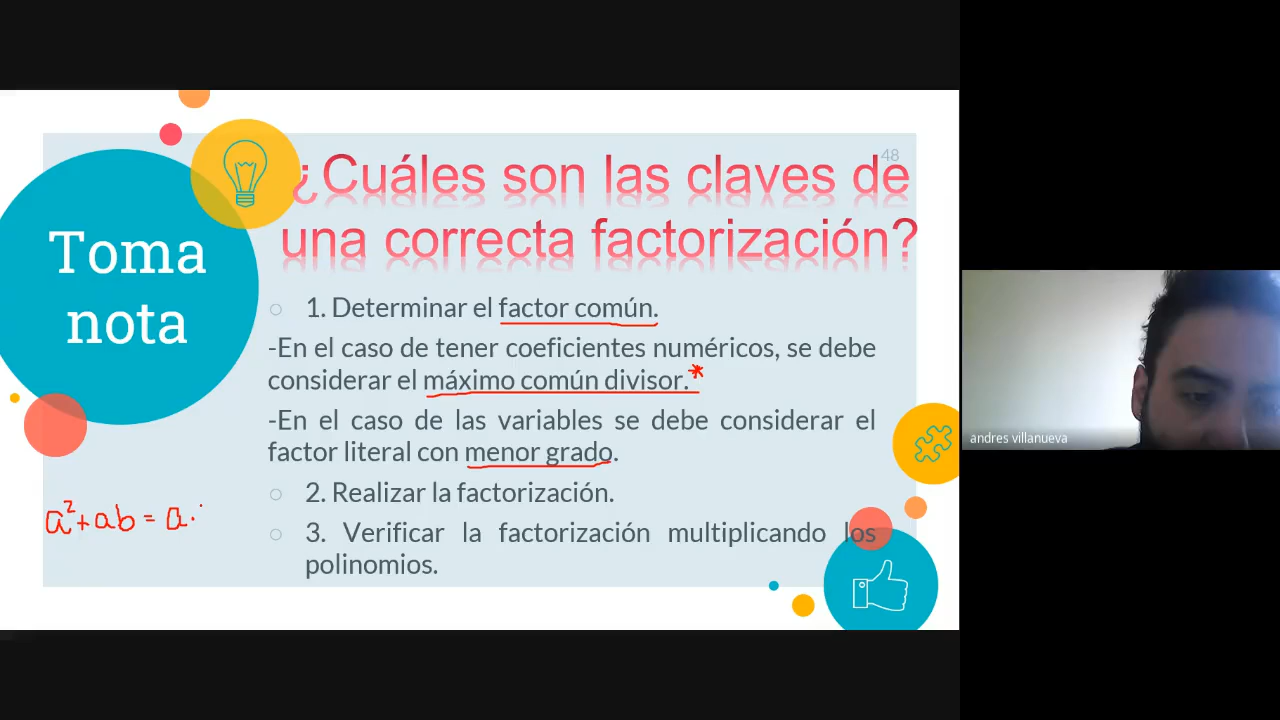 48
¿Cuáles son las claves de
una correcta factorización?
Toma
nota
1. Determinar el factor común.
-En el caso de tener coeficientes numéricos, se debe
considerar el máximo común divisor.*
-En el caso de las variables se debe considerar el
factor literal con menor grado.
2. Realizar la factorización.
3. Verificar la factorización multiplicando los
polinomios.
a²+ab = a·
andres villanueva